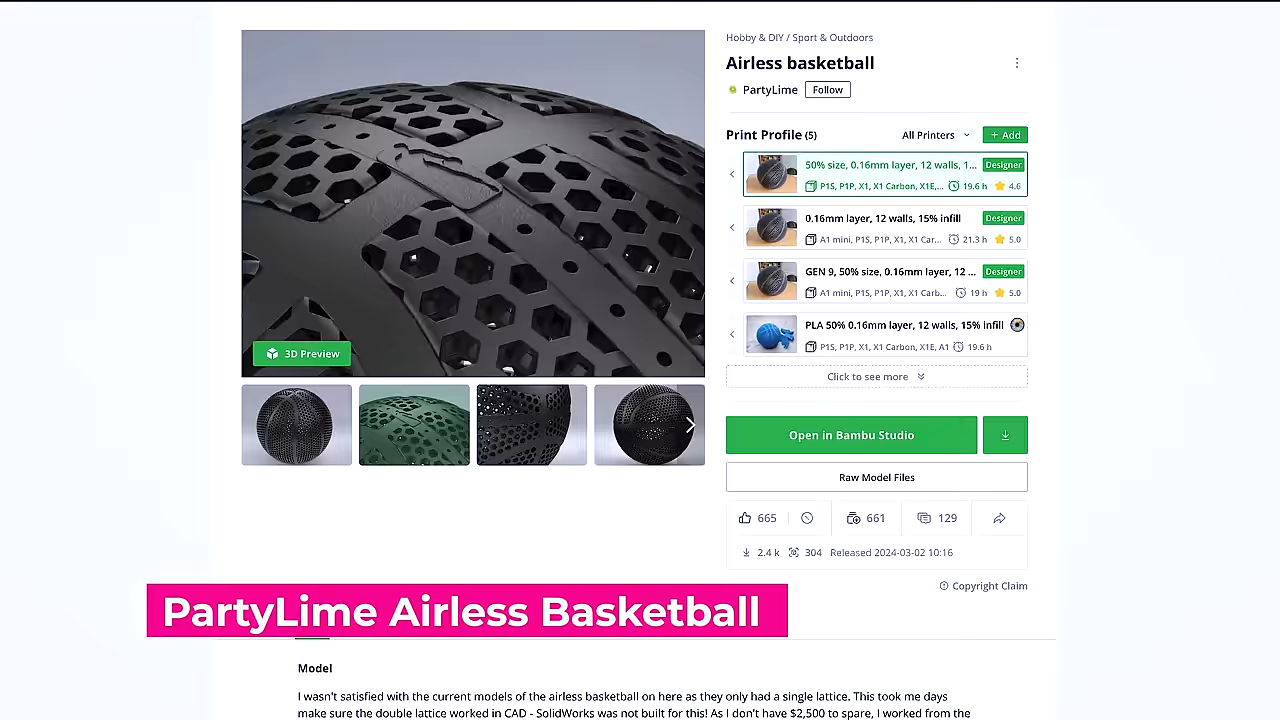 Hobby & DIY / Sport & Outdoors
Airless basketball
PartyLime
Follow
Print Profile (5)
All Printers
+ Add
50% size, 0.16mm layer, 12 walls, 1...
Designer
P1S, P1P, X1, X1 Carbon, X1E,...
19.6 h
4.6
0.16mm layer, 12 walls, 15% infill
Designer
A1 mini, P1S, P1P, X1, X1 Car...
21.3 h
5.0
GEN 9, 50% size, 0.16mm layer, 12 ...
Designer
A1 mini, P1S, P1P, X1, X1 Carb...
19 h
5.0
PLA 50% 0.16mm layer, 12 walls, 15% infill
P1S, P1P, X1, X1 Carbon, X1E, A1
19.6 h
Click to see more
3D Preview
Open in Bambu Studio
Raw Model Files
665
661
129
2.4 k
304
Released 2024-03-02 10:16
Copyright Claim
PartyLime Airless Basketball
Model
I wasn't satisfied with the current models of the airless basketball on here as they only had a single lattice. This took me days
make sure the double lattice worked in CAD - SolidWorks was not built for this! As I don't have $2,500 to spare, I worked from the